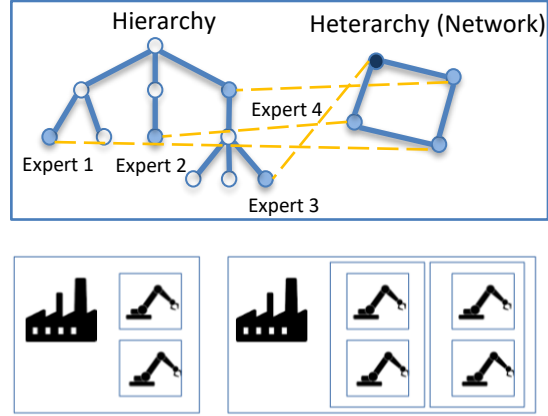 Hierarchy
Heterarchy (Network)
Expert 4
Expert 1
Expert 2
Expert 3